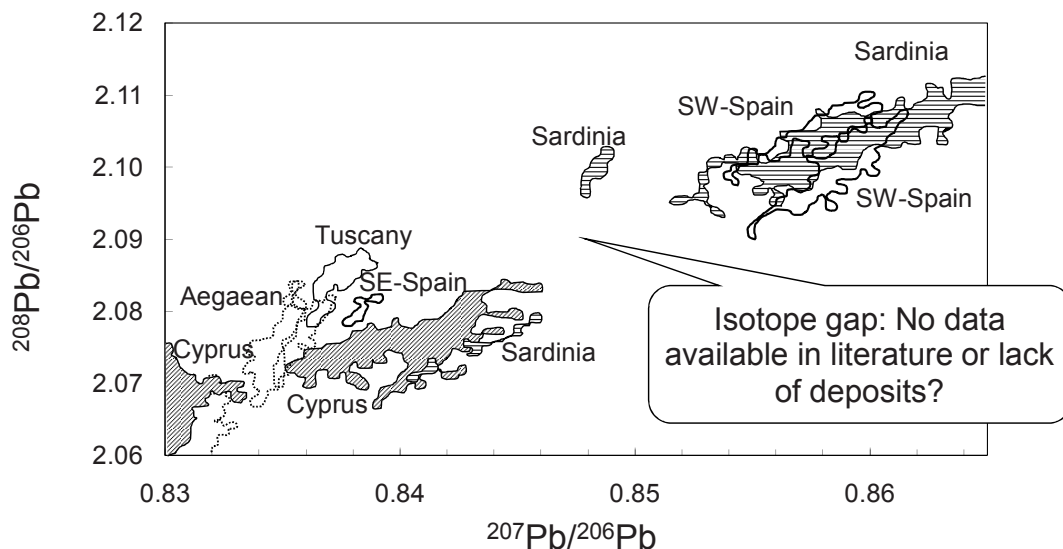 2.12
2.11
2.10
2.09
2.08
2.07
2.06
²⁰⁸Pb/²⁰⁶Pb
Sardinia
SW-Spain
Sardinia
SW-Spain
Tuscany
SE-Spain
Aegaean
Cyprus
Sardinia
Cyprus
Isotope gap: No data
available in literature or lack
of deposits?
0.83
0.84
0.85
0.86
²⁰⁷Pb/²⁰⁶Pb